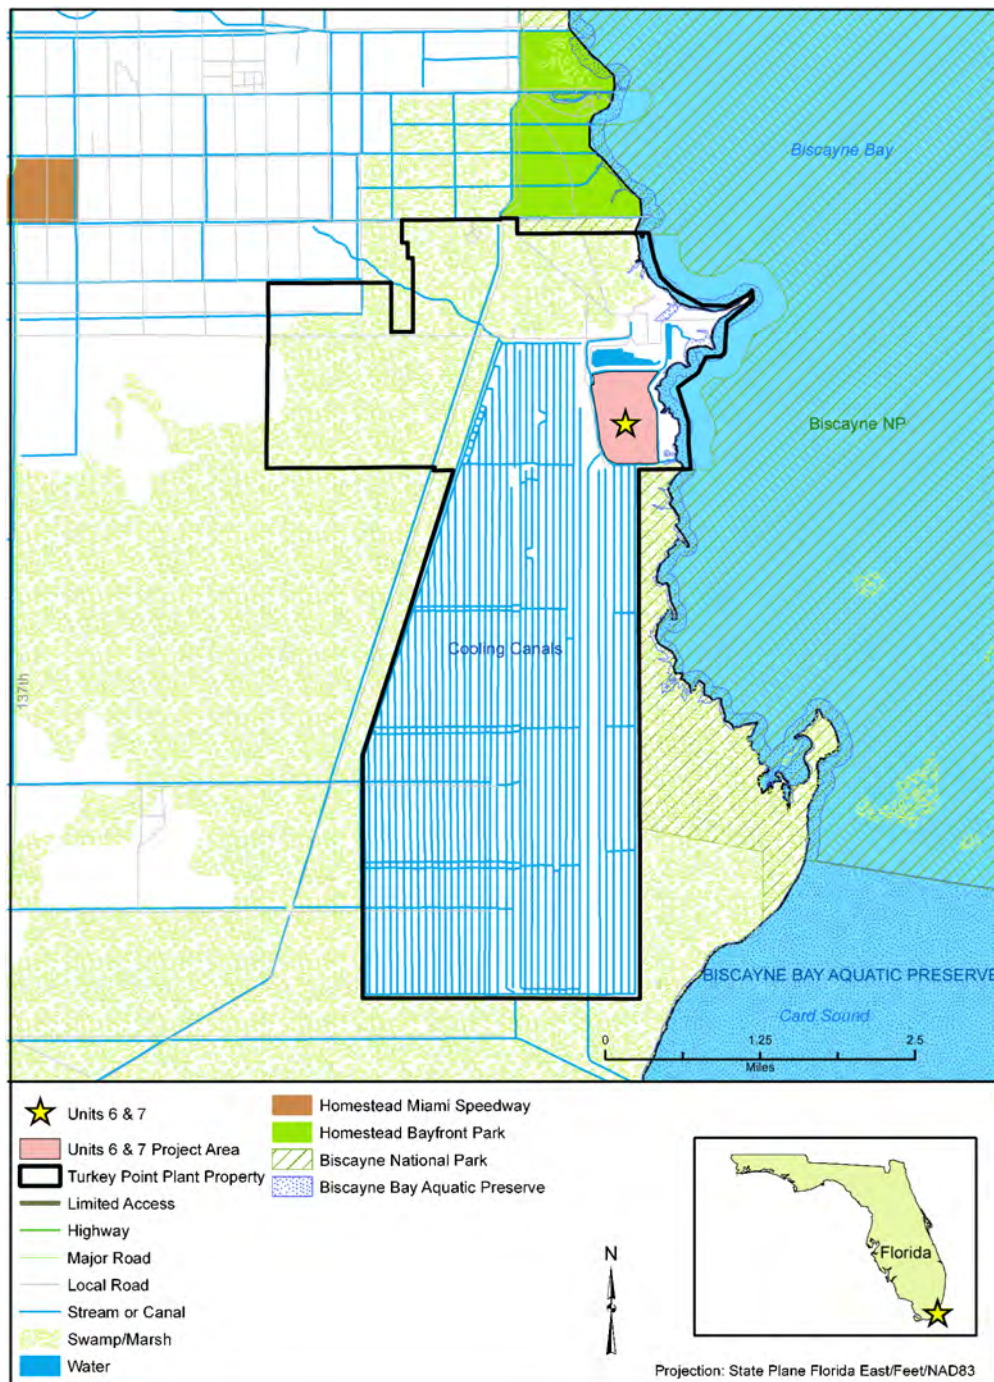 Biscayne Bay
Biscayne NP
Cooling Canals
137th
BISCAYNE BAY AQUATIC PRESERVE
Card Sound
0 1.25 2.5
Miles
Units 6 & 7
Units 6 & 7 Project Area
Turkey Point Plant Property
Limited Access
Highway
Major Road
Local Road
Stream or Canal
Swamp/Marsh
Water
Homestead Miami Speedway
Homestead Bayfront Park
Biscayne National Park
Biscayne Bay Aquatic Preserve
N
Florida
Projection: State Plane Florida East/Feet/NAD83